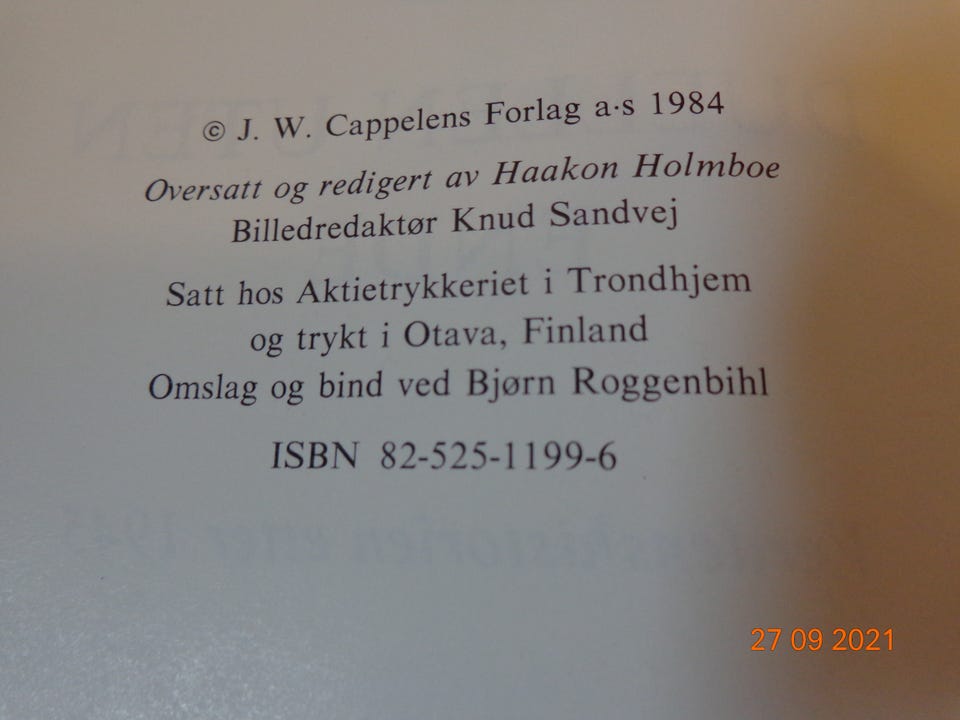 © J. W. Cappelens Forlag a·s 1984
Oversatt og redigert av Haakon Holmboe
Billedredaktør Knud Sandvej
Satt hos Aktietrykkeriet i Trondhjem
og trykt i Otava, Finland
Omslag og bind ved Bjørn Roggenbihl
ISBN 82-525-1199-6
27 09 2021